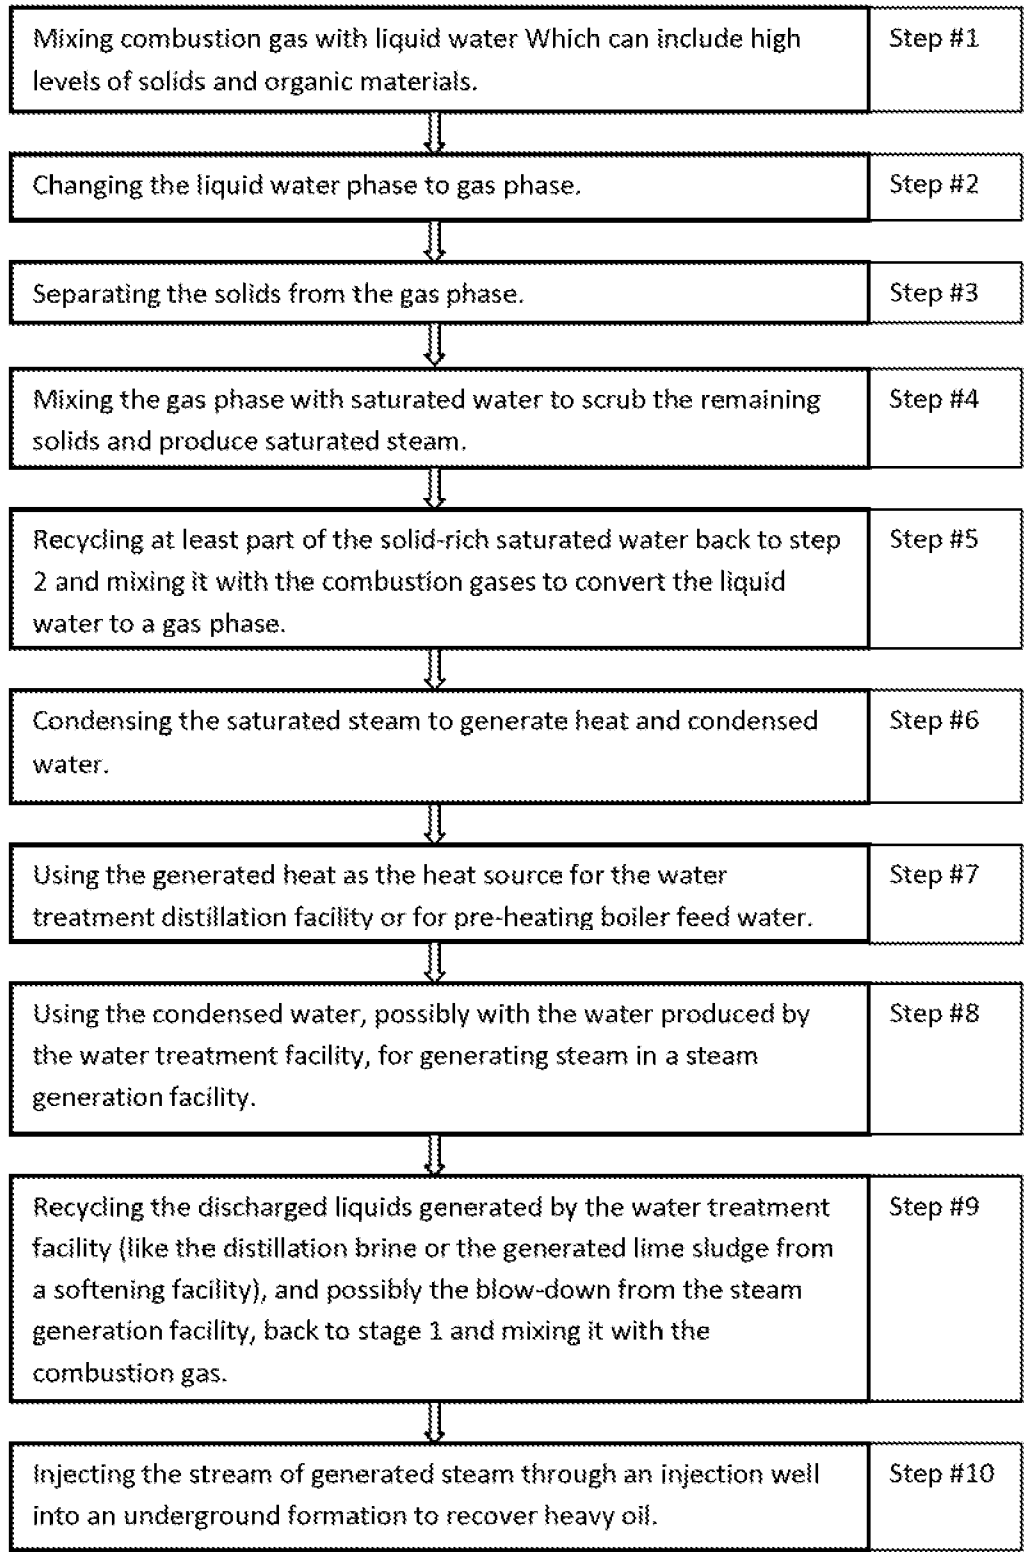 Mixing combustion gas with liquid water Which can include high
levels of solids and organic materials.
Step #1
Changing the liquid water phase to gas phase.
Step #2
Separating the solids from the gas phase.
Step #3
Mixing the gas phase with saturated water to scrub the remaining
solids and produce saturated steam.
Step #4
Recycling at least part of the solid-rich saturated water back to step
2 and mixing it with the combustion gases to convert the liquid
water to a gas phase.
Step #5
Condensing the saturated steam to generate heat and condensed
water.
Step #6
Using the generated heat as the heat source for the water
treatment distillation facility or for pre-heating boiler feed water.
Step #7
Using the condensed water, possibly with the water produced by
the water treatment facility, for generating steam in a steam
generation facility.
Step #8
Recycling the discharged liquids generated by the water treatment
facility (like the distillation brine or the generated lime sludge from
a softening facility), and possibly the blow-down from the steam
generation facility, back to stage 1 and mixing it with the
combustion gas.
Step #9
Injecting the stream of generated steam through an injection well
into an underground formation to recover heavy oil.
Step #10